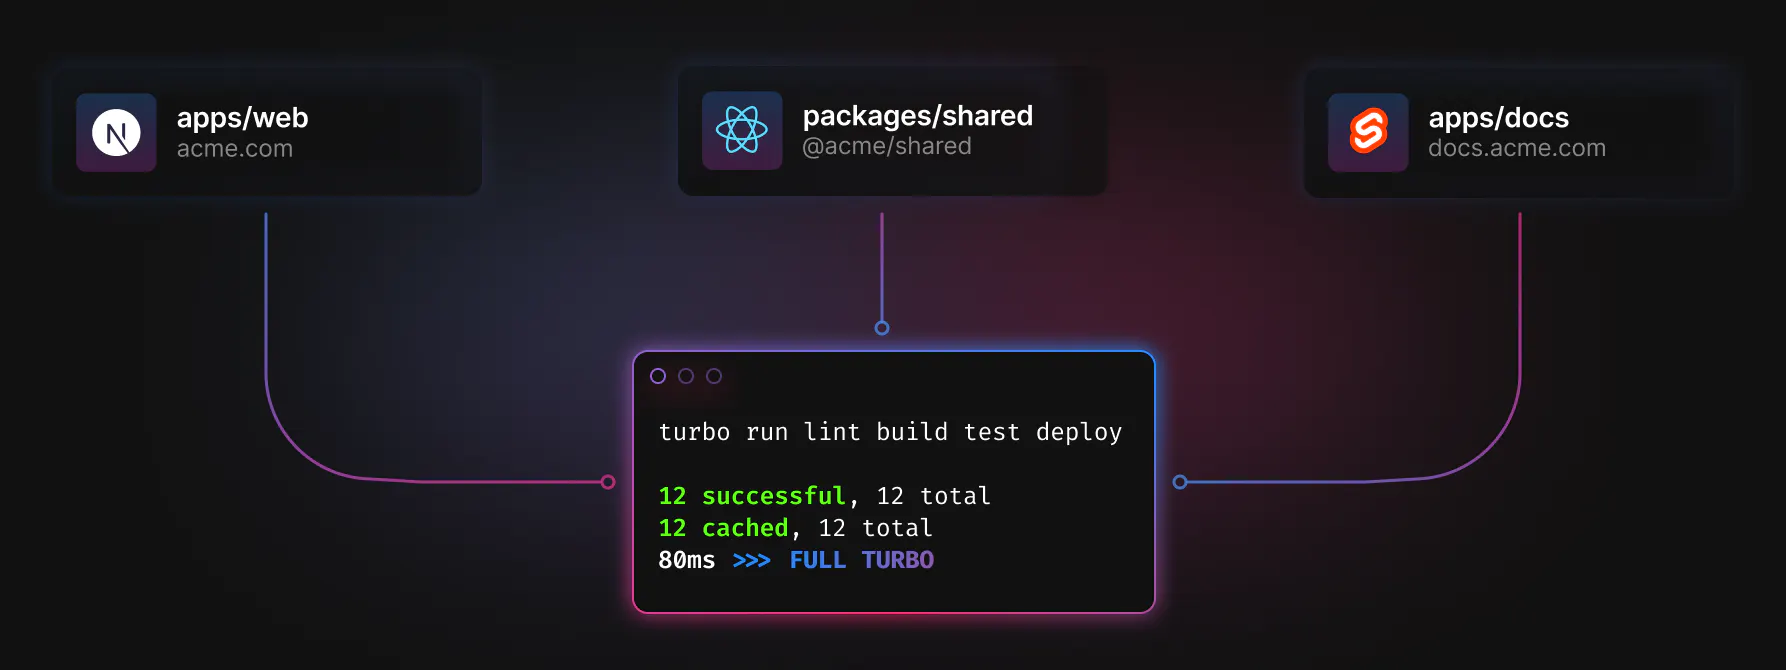 apps/web
acme.com
packages/shared
@acme/shared
apps/docs
docs.acme.com
turbo run lint build test deploy
12 successful, 12 total
12 cached, 12 total
80ms >>> FULL TURBO